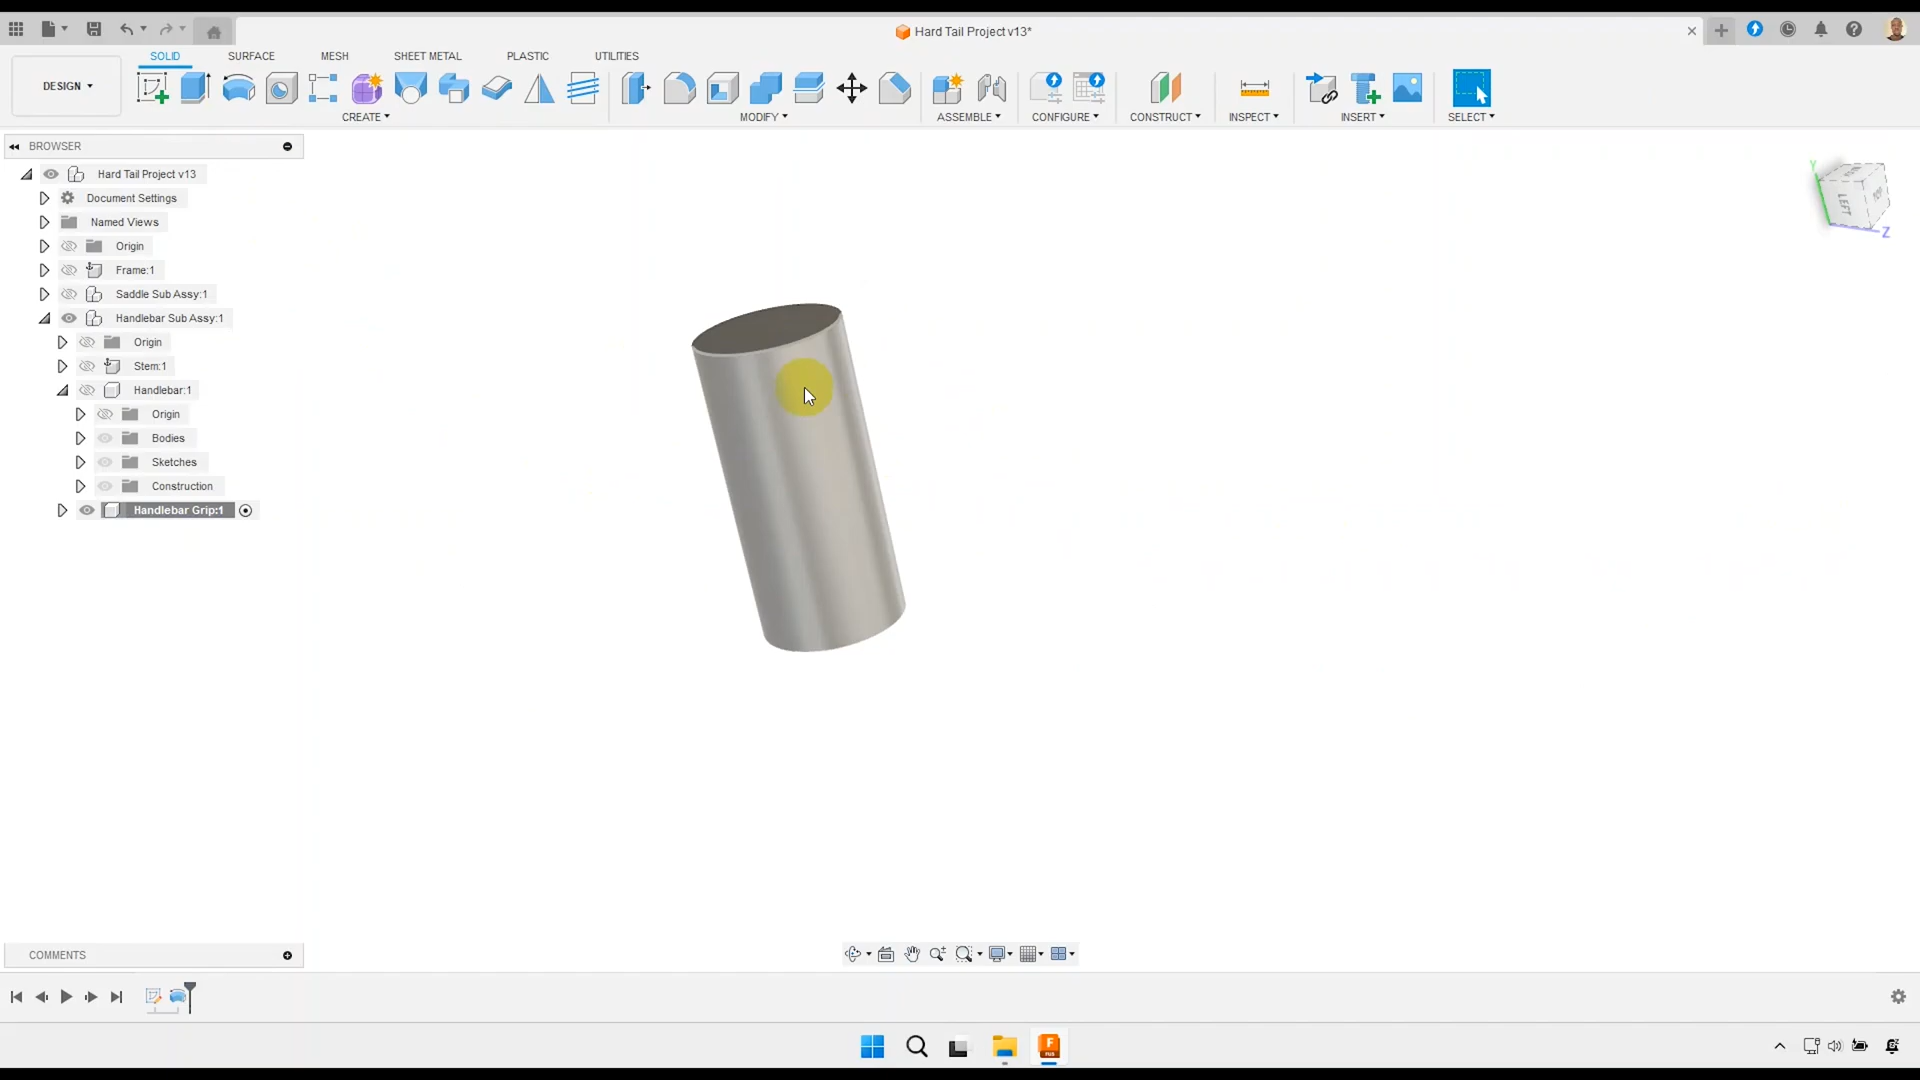 Hard Tail Project v13*
SOLID
SURFACE
MESH
SHEET METAL
PLASTIC
UTILITIES
DESIGN
CREATE
MODIFY
ASSEMBLE
CONFIGURE
CONSTRUCT
INSPECT
INSERT
SELECT
BROWSER
Hard Tail Project v13
Document Settings
Named Views
Origin
Frame:1
Saddle Sub Assy:1
Handlebar Sub Assy:1
Origin
Stem:1
Handlebar:1
Origin
Bodies
Sketches
Construction
Handlebar Grip:1
Y
LEFT
Z
COMMENTS